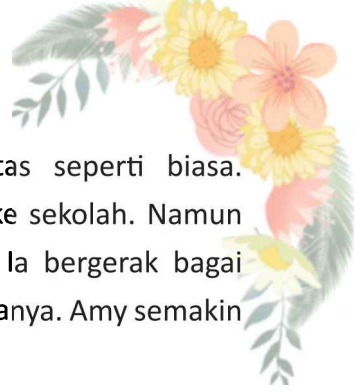 tas seperti biasa.
ke sekolah. Namun
Ia bergerak bagai
anya. Amy semakin